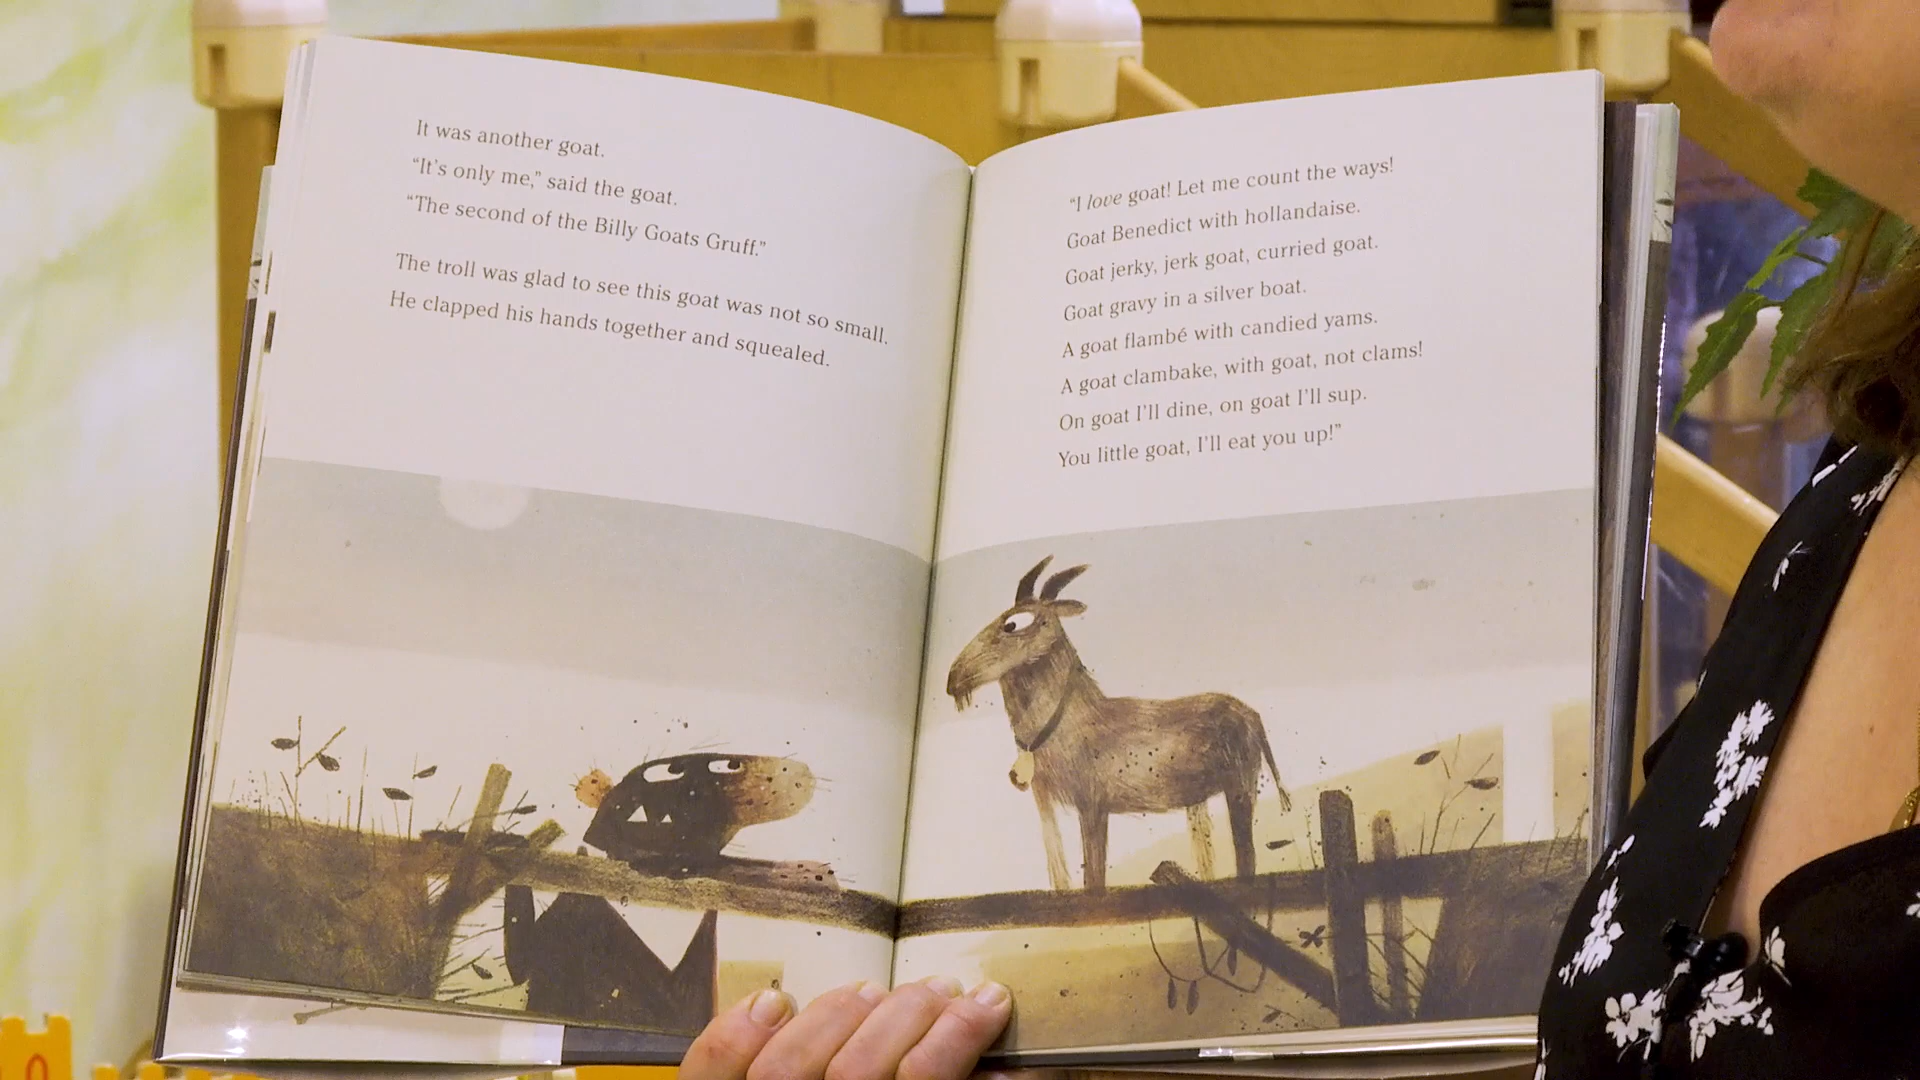 It was another goat.
“It’s only me,” said the goat.
“The second of the Billy Goats Gruff.”
The troll was glad to see this goat was not so small.
He clapped his hands together and squealed.
“I love goat! Let me count the ways!
Goat Benedict with hollandaise.
Goat jerky, jerk goat, curried goat.
Goat gravy in a silver boat.
A goat flambé with candied yams.
A goat clambake, with goat, not clams!
On goat I’ll dine, on goat I’ll sup.
You little goat, I’ll eat you up!”